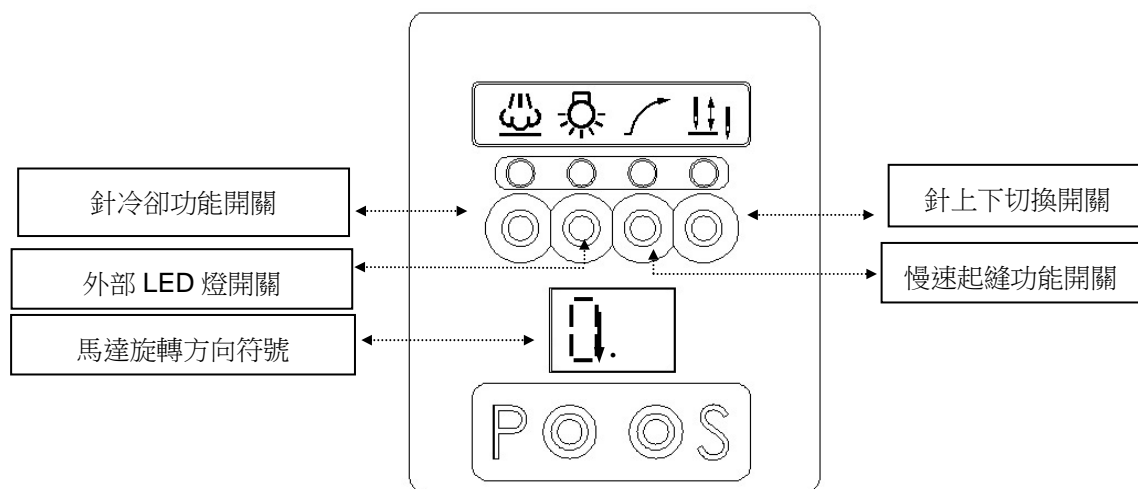 針冷卻功能開關
針上下切換開關
外部 LED 燈開關
慢速起縫功能開關
馬達旋轉方向符號
0.
P S